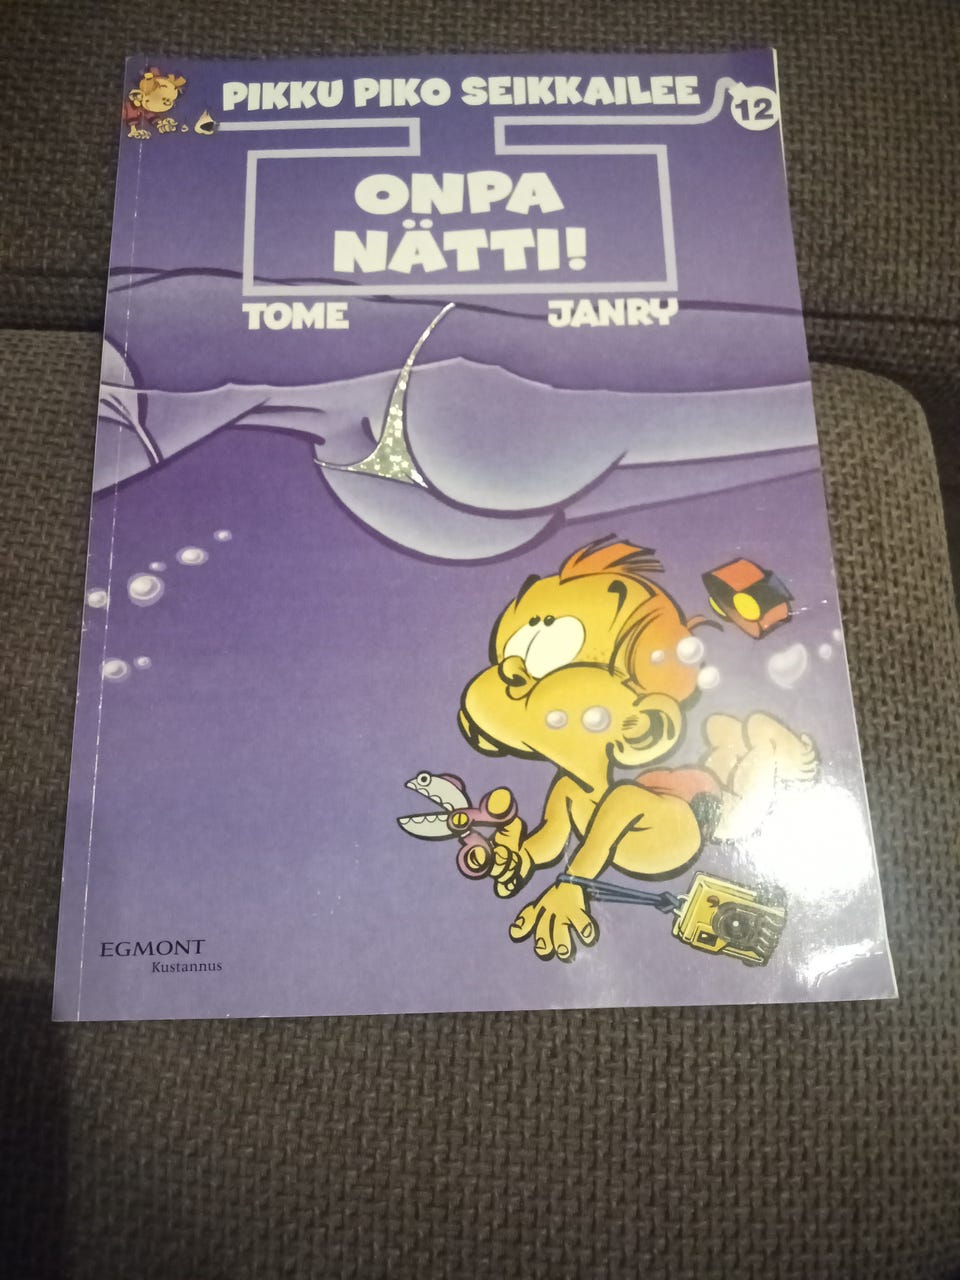 PIKKU PIKO SEIKKAILEE
12
ONPA
NÄTTI!
TOME
JANRY
EGMONT
Kustannus